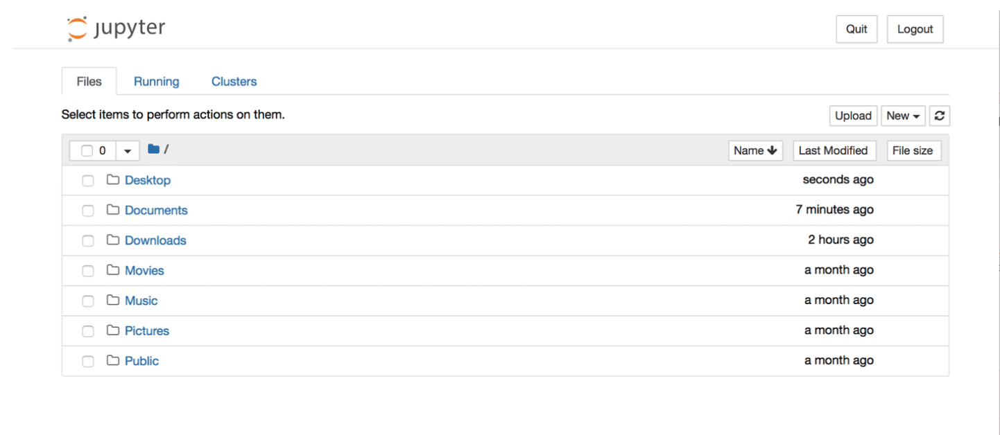 jupyter
Quit Logout
Files Running Clusters
Select items to perform actions on them.
Upload New
0 / Name Last Modified File size
Desktop seconds ago
Documents 7 minutes ago
Downloads 2 hours ago
Movies a month ago
Music a month ago
Pictures a month ago
Public a month ago